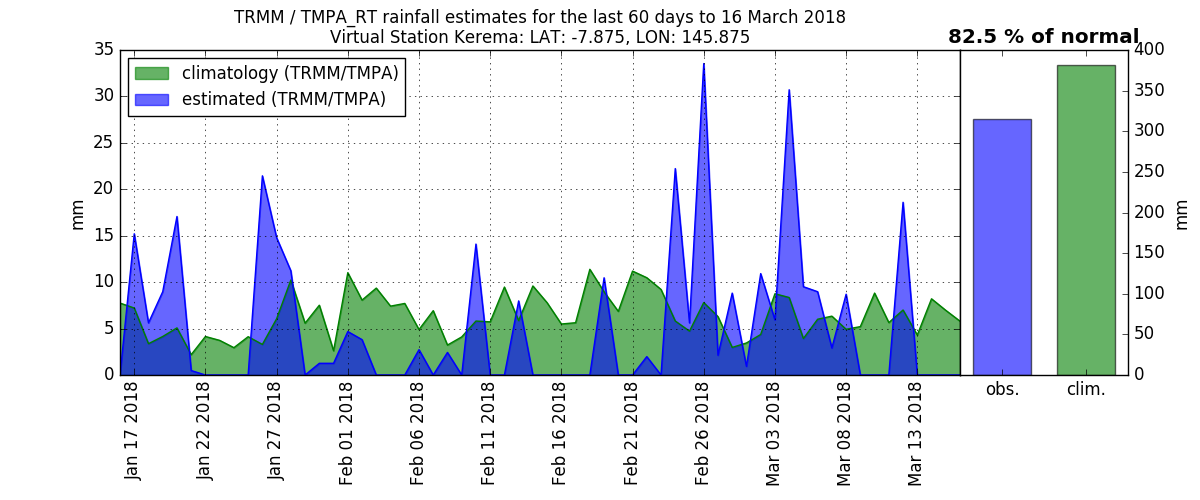 TRMM / TMPA_RT rainfall estimates for the last 60 days to 16 March 2018
Virtual Station Kerema: LAT: -7.875, LON: 145.875
82.5 % of normal
climatology (TRMM/TMPA)
estimated (TRMM/TMPA)
mm
35
30
25
20
15
10
5
0
Jan 17 2018
Jan 22 2018
Jan 27 2018
Feb 01 2018
Feb 06 2018
Feb 11 2018
Feb 16 2018
Feb 21 2018
Feb 26 2018
Mar 03 2018
Mar 08 2018
Mar 13 2018
obs.
clim.
400
350
300
250
200
150
100
50
0
mm